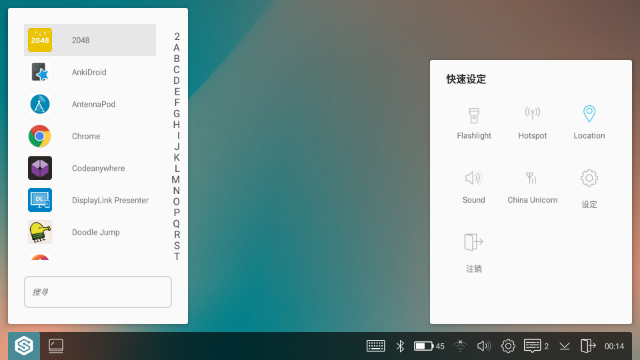 2048
2048
AnkiDroid
AntennaPod
Chrome
Codeanywhere
DL
DisplayLink Presenter
Doodle Jump
搜寻
2
A
B
C
D
E
F
G
H
I
J
K
L
M
N
O
P
Q
R
S
T
快速设定
Flashlight
Hotspot
Location
Sound
China Unicom
设定
注销
45
2
00:14